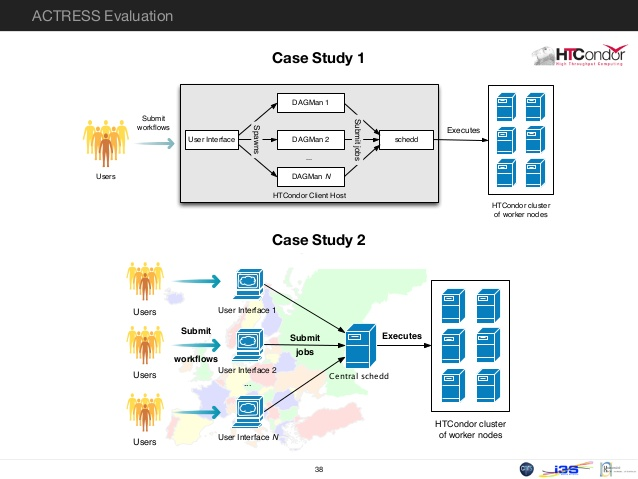 ACTRESS Evaluation
Case Study 1
HTCondor
High Throughput Computing
Submit
workflows
Users
User Interface
Spawns
DAGMan 1
DAGMan 2
...
DAGMan N
Submit jobs
schedd
HTCondor Client Host
Executes
HTCondor cluster
of worker nodes
Case Study 2
Users
User Interface 1
Submit
workflows
Users
User Interface 2
...
Submit
jobs
Central schedd
Executes
Users
User Interface N
HTCondor cluster
of worker nodes
38
i3S